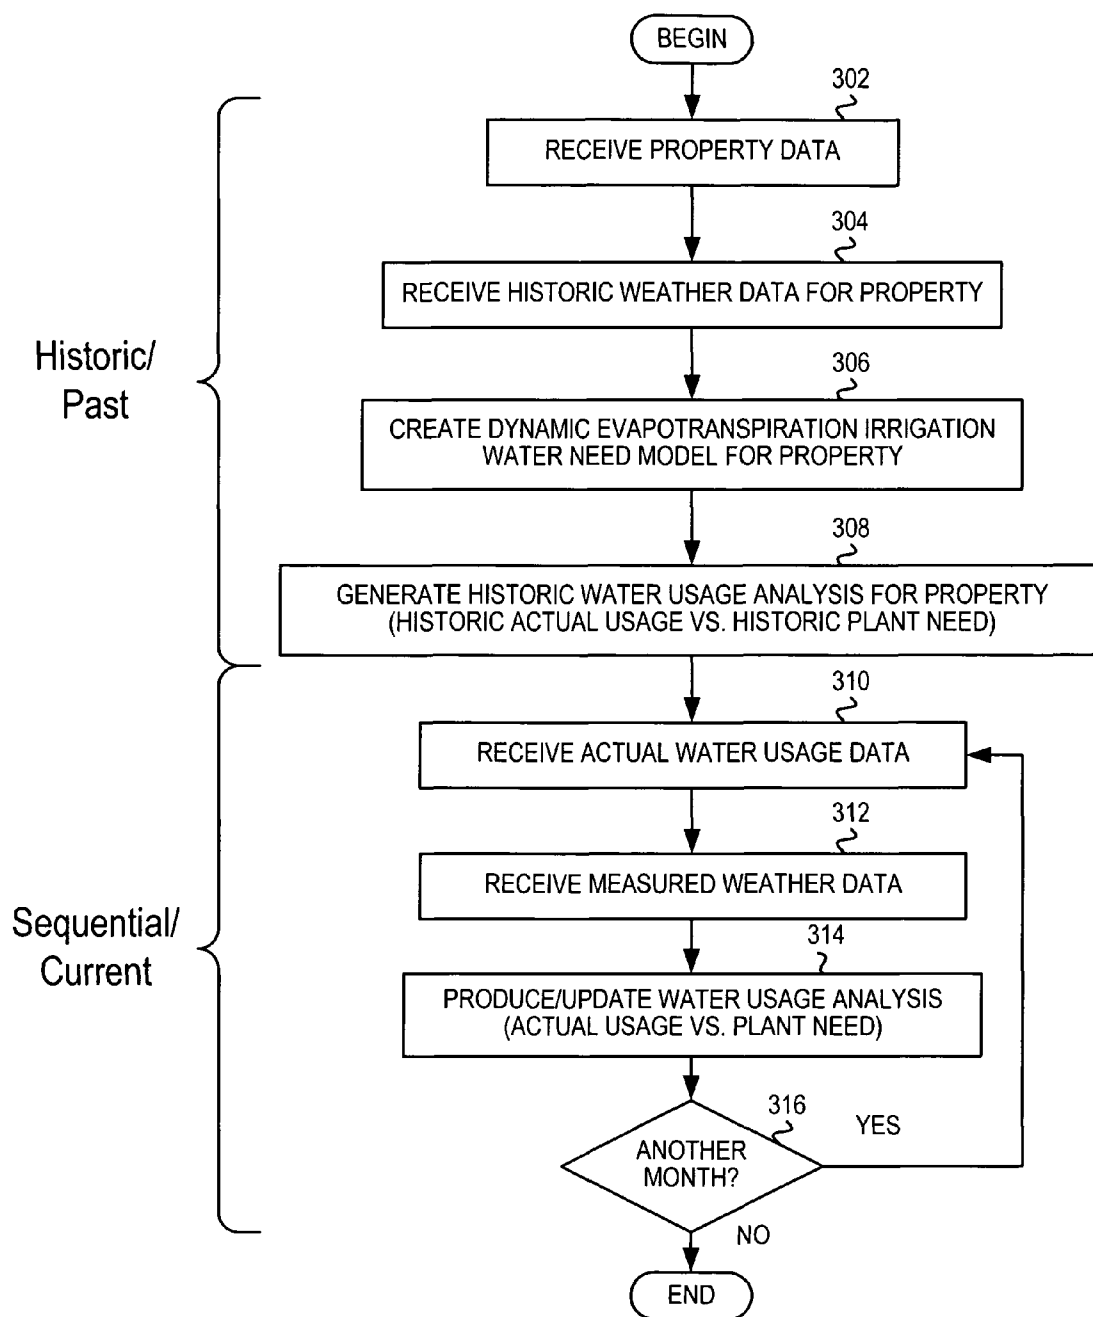 BEGIN
302
RECEIVE PROPERTY DATA
304
RECEIVE HISTORIC WEATHER DATA FOR PROPERTY
Historic/
Past
306
CREATE DYNAMIC EVAPOTRANSPIRATION IRRIGATION
WATER NEED MODEL FOR PROPERTY
308
GENERATE HISTORIC WATER USAGE ANALYSIS FOR PROPERTY
(HISTORIC ACTUAL USAGE VS. HISTORIC PLANT NEED)
310
RECEIVE ACTUAL WATER USAGE DATA
312
RECEIVE MEASURED WEATHER DATA
Sequential/
Current
314
PRODUCE/UPDATE WATER USAGE ANALYSIS
(ACTUAL USAGE VS. PLANT NEED)
316
YES
ANOTHER
MONTH?
NO
END